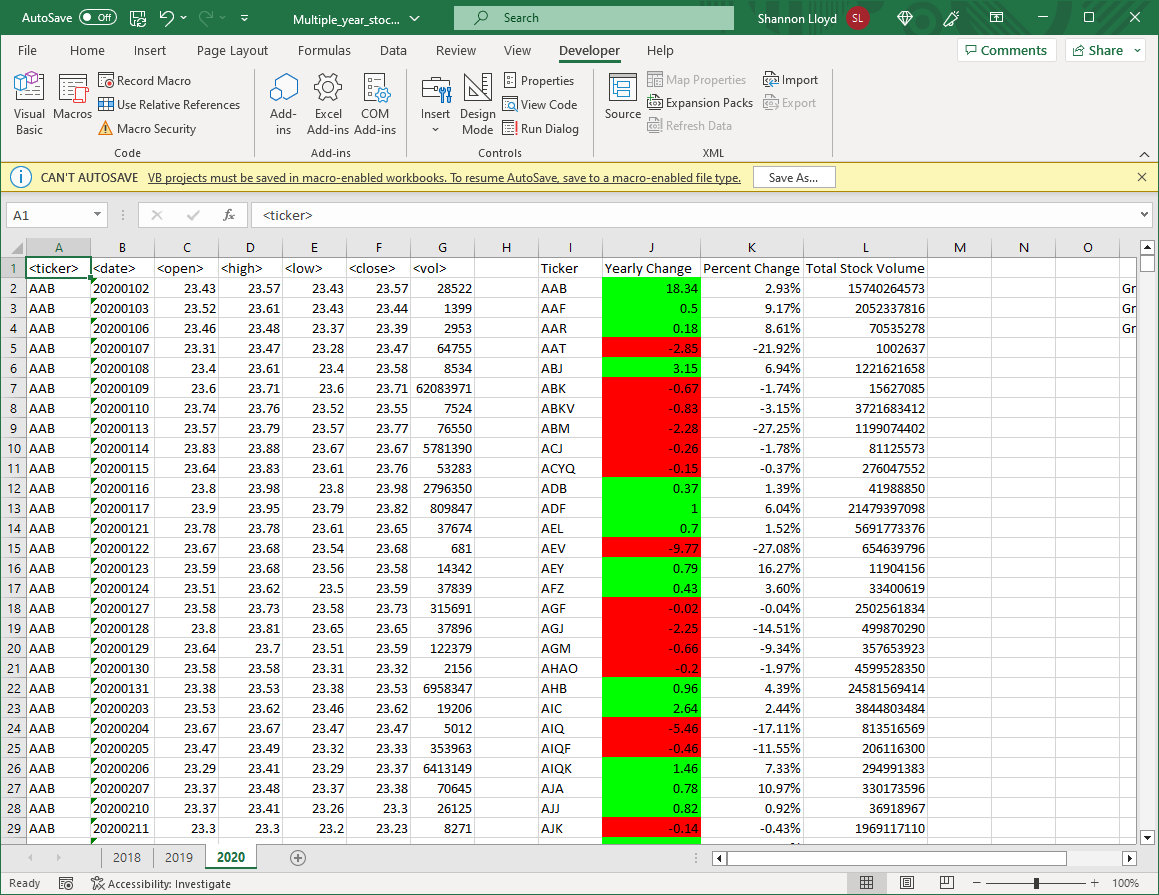 AutoSave Off Multiple_year_stoc... Search Shannon Lloyd SL
File Home Insert Page Layout Formulas Data Review View Developer Help Comments Share
Visual Basic Macros Record Macro Use Relative References Macro Security Code
Add-ins Excel Add-ins COM Add-ins Add-ins
Insert Design Mode Properties View Code Run Dialog Controls
Source Map Properties Expansion Packs Refresh Data Import Export XML
CAN'T AUTOSAVE VB projects must be saved in macro-enabled workbooks. To resume AutoSave, save to a macro-enabled file type. Save As...
A1 fx <ticker>
A B C D E F G H I J K L M N O
1 <ticker> <date> <open> <high> <low> <close> <vol> Ticker Yearly Change Percent Change Total Stock Volume
2 AAB 20200102 23.43 23.57 23.43 23.57 28522 AAB 18.34 2.93% 15740264573 Gr
3 AAB 20200103 23.52 23.61 23.43 23.44 1399 AAF 0.5 9.17% 2052337816 Gr
4 AAB 20200106 23.46 23.48 23.37 23.39 2953 AAR 0.18 8.61% 70535278 Gr
5 AAB 20200107 23.31 23.47 23.28 23.47 64755 AAT -2.85 -21.92% 1002637
6 AAB 20200108 23.4 23.61 23.4 23.58 8534 ABJ 3.15 6.94% 1221621658
7 AAB 20200109 23.6 23.71 23.6 23.71 62083971 ABK -0.67 -1.74% 15627085
8 AAB 20200110 23.74 23.76 23.52 23.55 7524 ABKV -0.83 -3.15% 3721683412
9 AAB 20200113 23.57 23.79 23.57 23.77 76550 ABM -2.28 -27.25% 1199074402
10 AAB 20200114 23.83 23.88 23.67 23.67 5781390 ACJ -0.26 -1.78% 81125573
11 AAB 20200115 23.64 23.83 23.61 23.76 53283 ACYQ -0.15 -0.37% 276047552
12 AAB 20200116 23.8 23.98 23.8 23.98 2796350 ADB 0.37 1.39% 41988850
13 AAB 20200117 23.9 23.95 23.79 23.82 809847 ADF 1 6.04% 21479397098
14 AAB 20200121 23.78 23.78 23.61 23.65 37674 AEL 0.7 1.52% 5691773376
15 AAB 20200122 23.67 23.68 23.54 23.68 681 AEV -9.77 -27.08% 654639796
16 AAB 20200123 23.59 23.68 23.56 23.58 14342 AEY 0.79 16.27% 11904156
17 AAB 20200124 23.51 23.62 23.5 23.59 37839 AFZ 0.43 3.60% 33400619
18 AAB 20200127 23.58 23.73 23.58 23.73 315691 AGF -0.02 -0.04% 2502561834
19 AAB 20200128 23.8 23.81 23.65 23.65 37896 AGJ -2.25 -14.51% 499870290
20 AAB 20200129 23.64 23.7 23.51 23.59 122379 AGM -0.66 -9.34% 357653923
21 AAB 20200130 23.58 23.58 23.31 23.32 2156 AHAO -0.2 -1.97% 4599528350
22 AAB 20200131 23.38 23.53 23.38 23.53 6958347 AHB 0.96 4.39% 24581569414
23 AAB 20200203 23.53 23.62 23.46 23.62 19206 AIC 2.64 2.44% 3844803484
24 AAB 20200204 23.67 23.67 23.47 23.47 5012 AIQ -5.46 -17.11% 813516569
25 AAB 20200205 23.47 23.49 23.32 23.33 353963 AIQF -0.46 -11.55% 206116300
26 AAB 20200206 23.29 23.41 23.29 23.37 6413149 AIQK 1.46 7.33% 294991383
27 AAB 20200207 23.37 23.48 23.37 23.38 70645 AJA 0.78 10.97% 330173596
28 AAB 20200210 23.37 23.41 23.26 23.3 26125 AJJ 0.82 0.92% 36918967
29 AAB 20200211 23.3 23.3 23.2 23.23 8271 AJK -0.14 -0.43% 1969117110
2018 2019 2020
Ready Accessibility: Investigate 100%